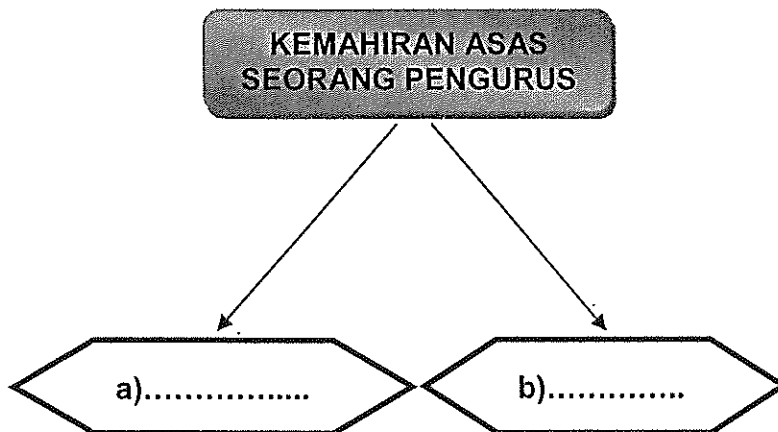 KEMAHIRAN ASAS
SEORANG PENGURUS
a)..................
b)..............